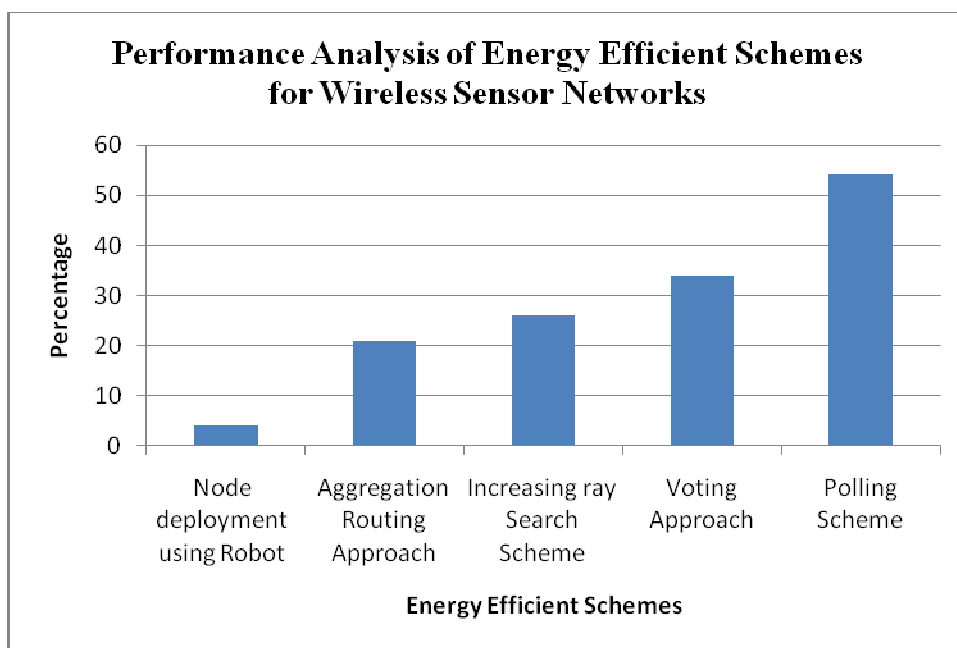 Performance Analysis of Energy Efficient Schemes
for Wireless Sensor Networks
Percentage
60
50
40
30
20
10
0
Node
deployment
using Robot
Aggregation
Routing
Approach
Increasing ray
Search
Scheme
Voting
Approach
Polling
Scheme
Energy Efficient Schemes